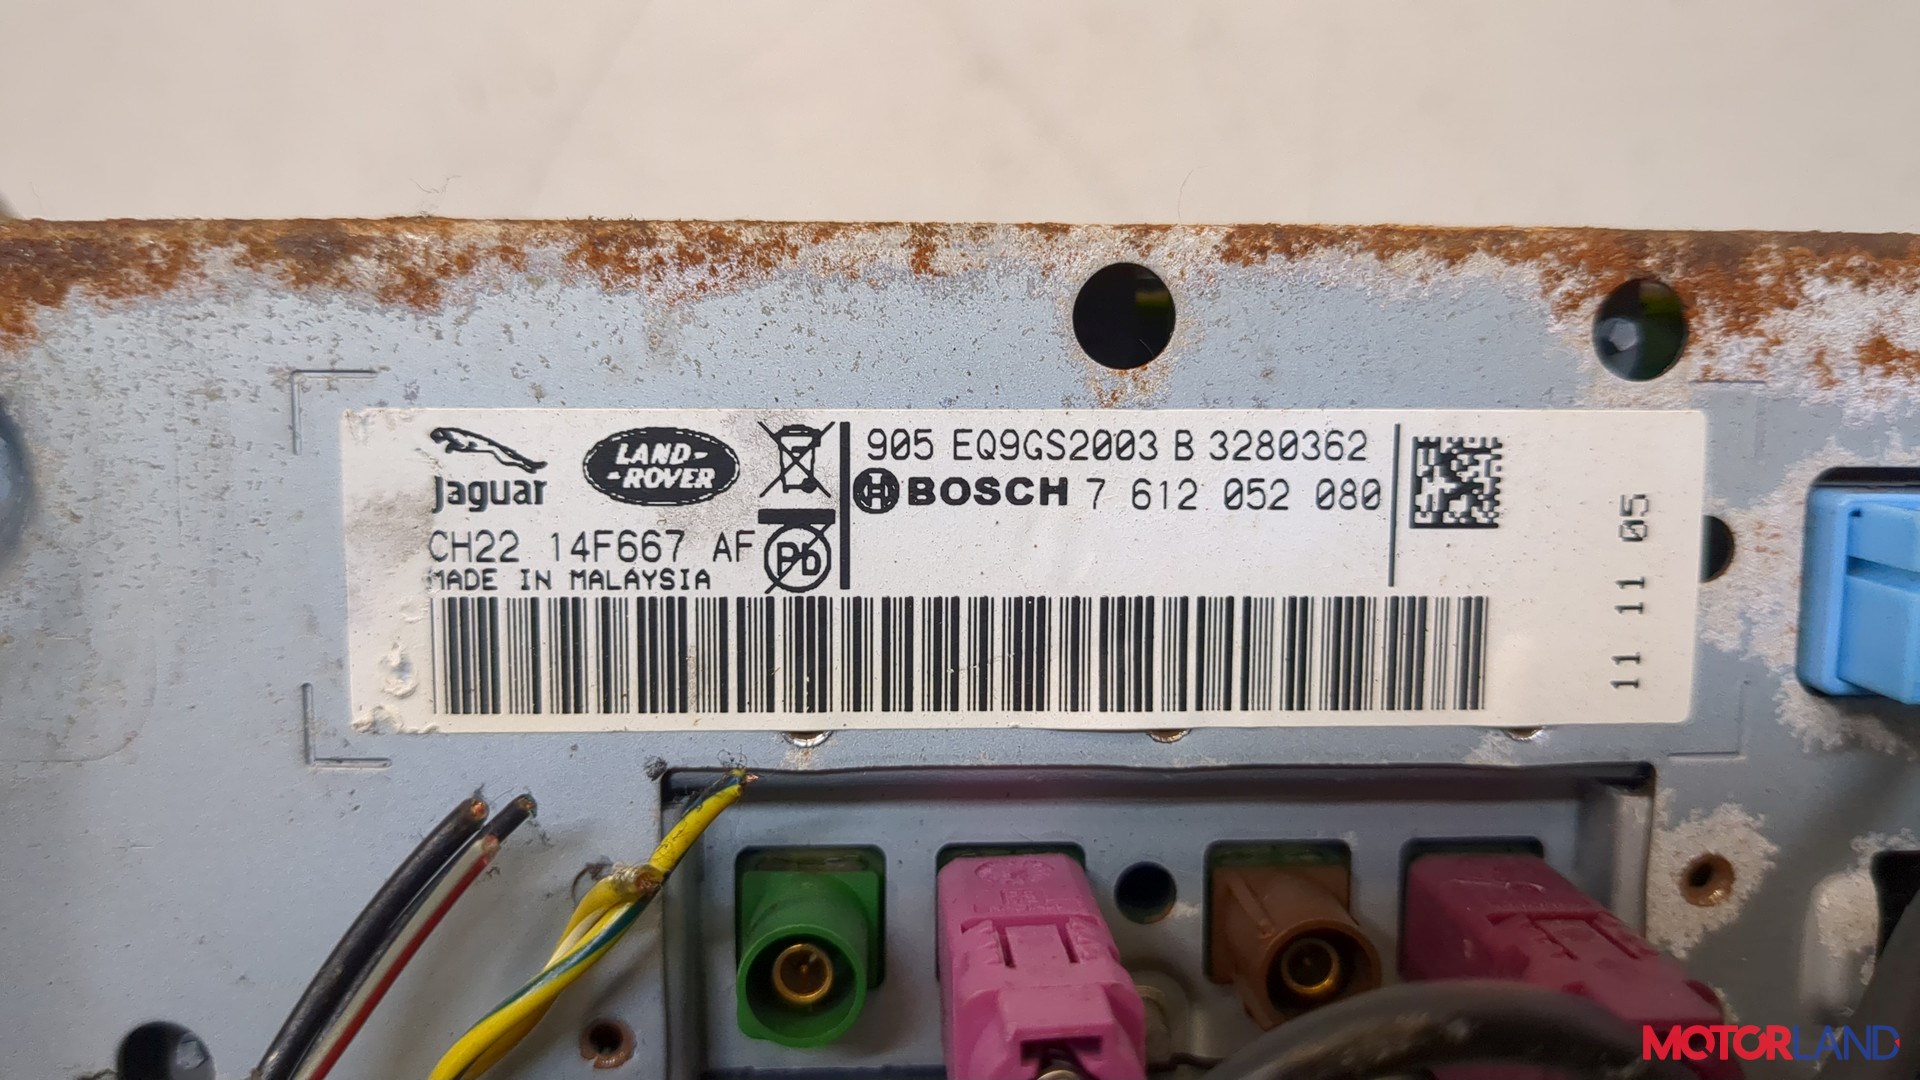 Jaguar
LAND-
-ROVER
CH22 14F667 AF
MADE IN MALAYSIA
Pb
905 EQ9GS2003 B 3280362
BOSCH 7 612 052 080
11 11 05
MOTORLAND